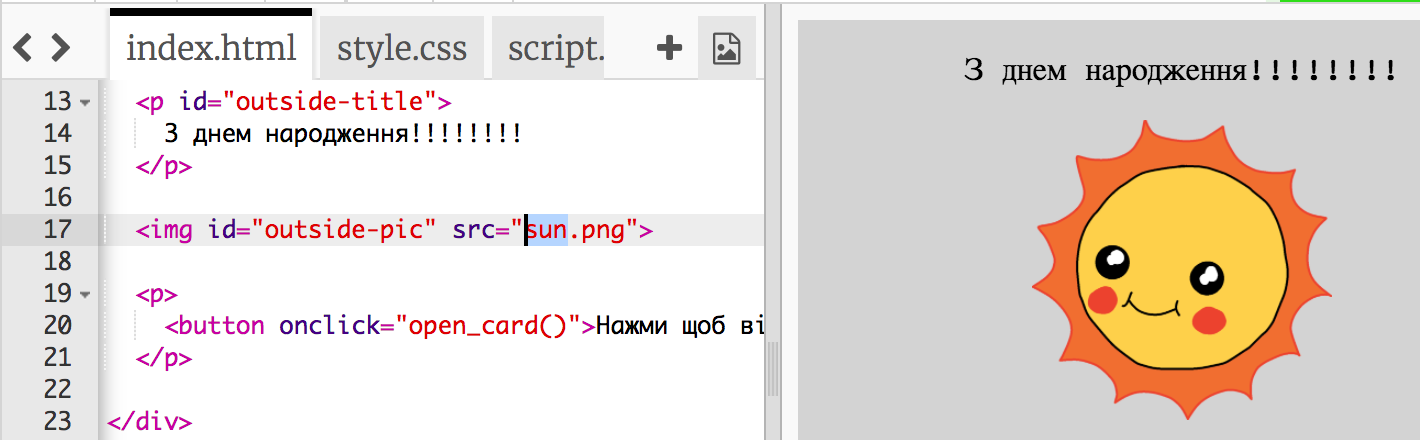 index.html style.css script.
13 <p id="outside-title">
14 З днем народження!!!!!!!!
15 </p>
16
17 <img id="outside-pic" src="sun.png">
18
19 <p>
20 <button onclick="open_card()">Нажми щоб ві
21 </p>
22
23 </div>
З днем народження!!!!!!!!